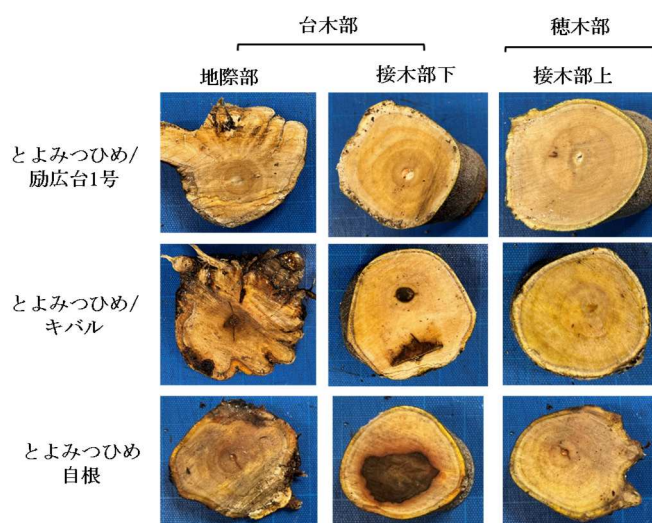 台木部
穂木部
地際部
接木部下
接木部上
とよみつひめ/
励広台1号
とよみつひめ/
キバル
とよみつひめ
自根